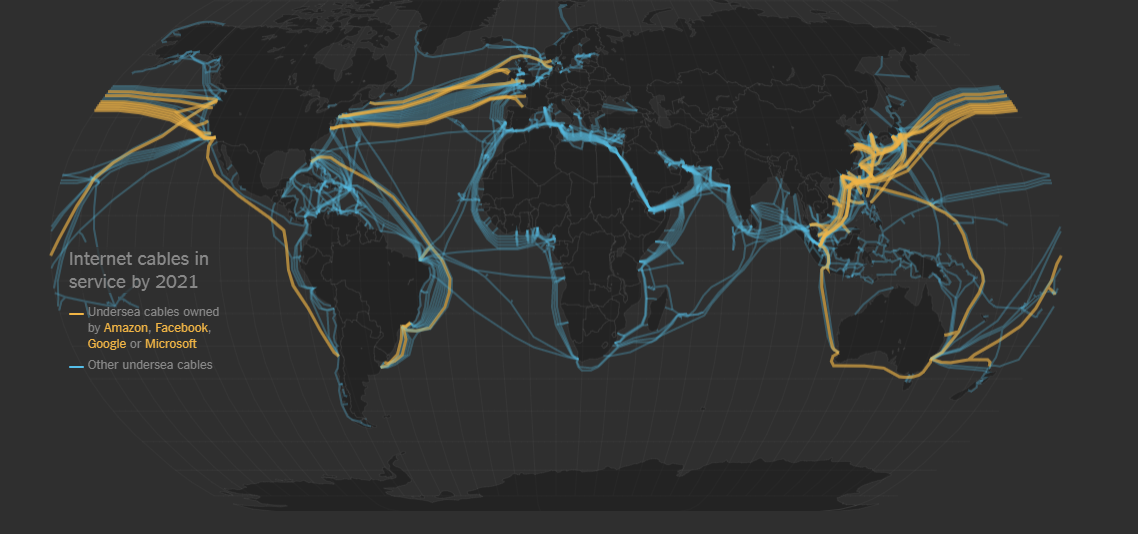 Internet cables in
service by 2021
Undersea cables owned
by Amazon, Facebook,
Google or Microsoft
Other undersea cables